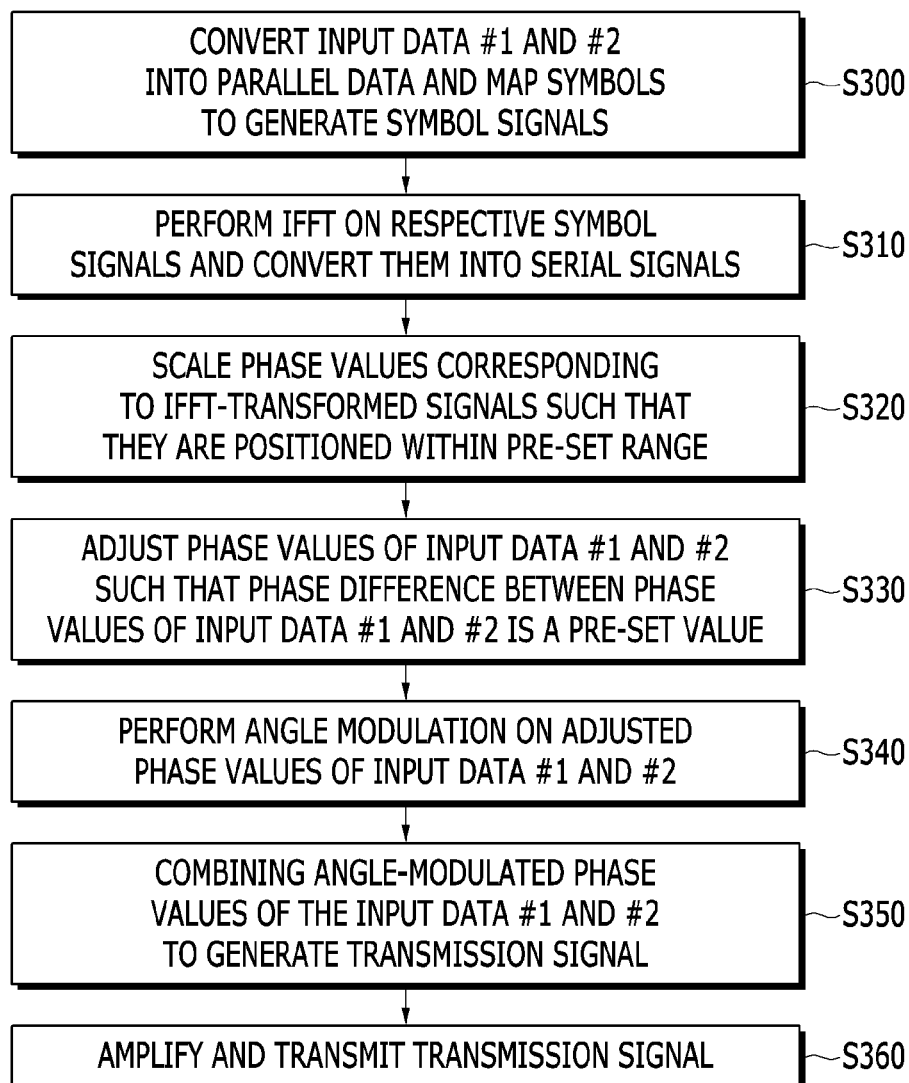 CONVERT INPUT DATA #1 AND #2
INTO PARALLEL DATA AND MAP SYMBOLS
TO GENERATE SYMBOL SIGNALS
S300
PERFORM IFFT ON RESPECTIVE SYMBOL
SIGNALS AND CONVERT THEM INTO SERIAL SIGNALS
S310
SCALE PHASE VALUES CORRESPONDING
TO IFFT-TRANSFORMED SIGNALS SUCH THAT
THEY ARE POSITIONED WITHIN PRE-SET RANGE
S320
ADJUST PHASE VALUES OF INPUT DATA #1 AND #2
SUCH THAT PHASE DIFFERENCE BETWEEN PHASE
VALUES OF INPUT DATA #1 AND #2 IS A PRE-SET VALUE
S330
PERFORM ANGLE MODULATION ON ADJUSTED
PHASE VALUES OF INPUT DATA #1 AND #2
S340
COMBINING ANGLE-MODULATED PHASE
VALUES OF THE INPUT DATA #1 AND #2
TO GENERATE TRANSMISSION SIGNAL
S350
AMPLIFY AND TRANSMIT TRANSMISSION SIGNAL
S360